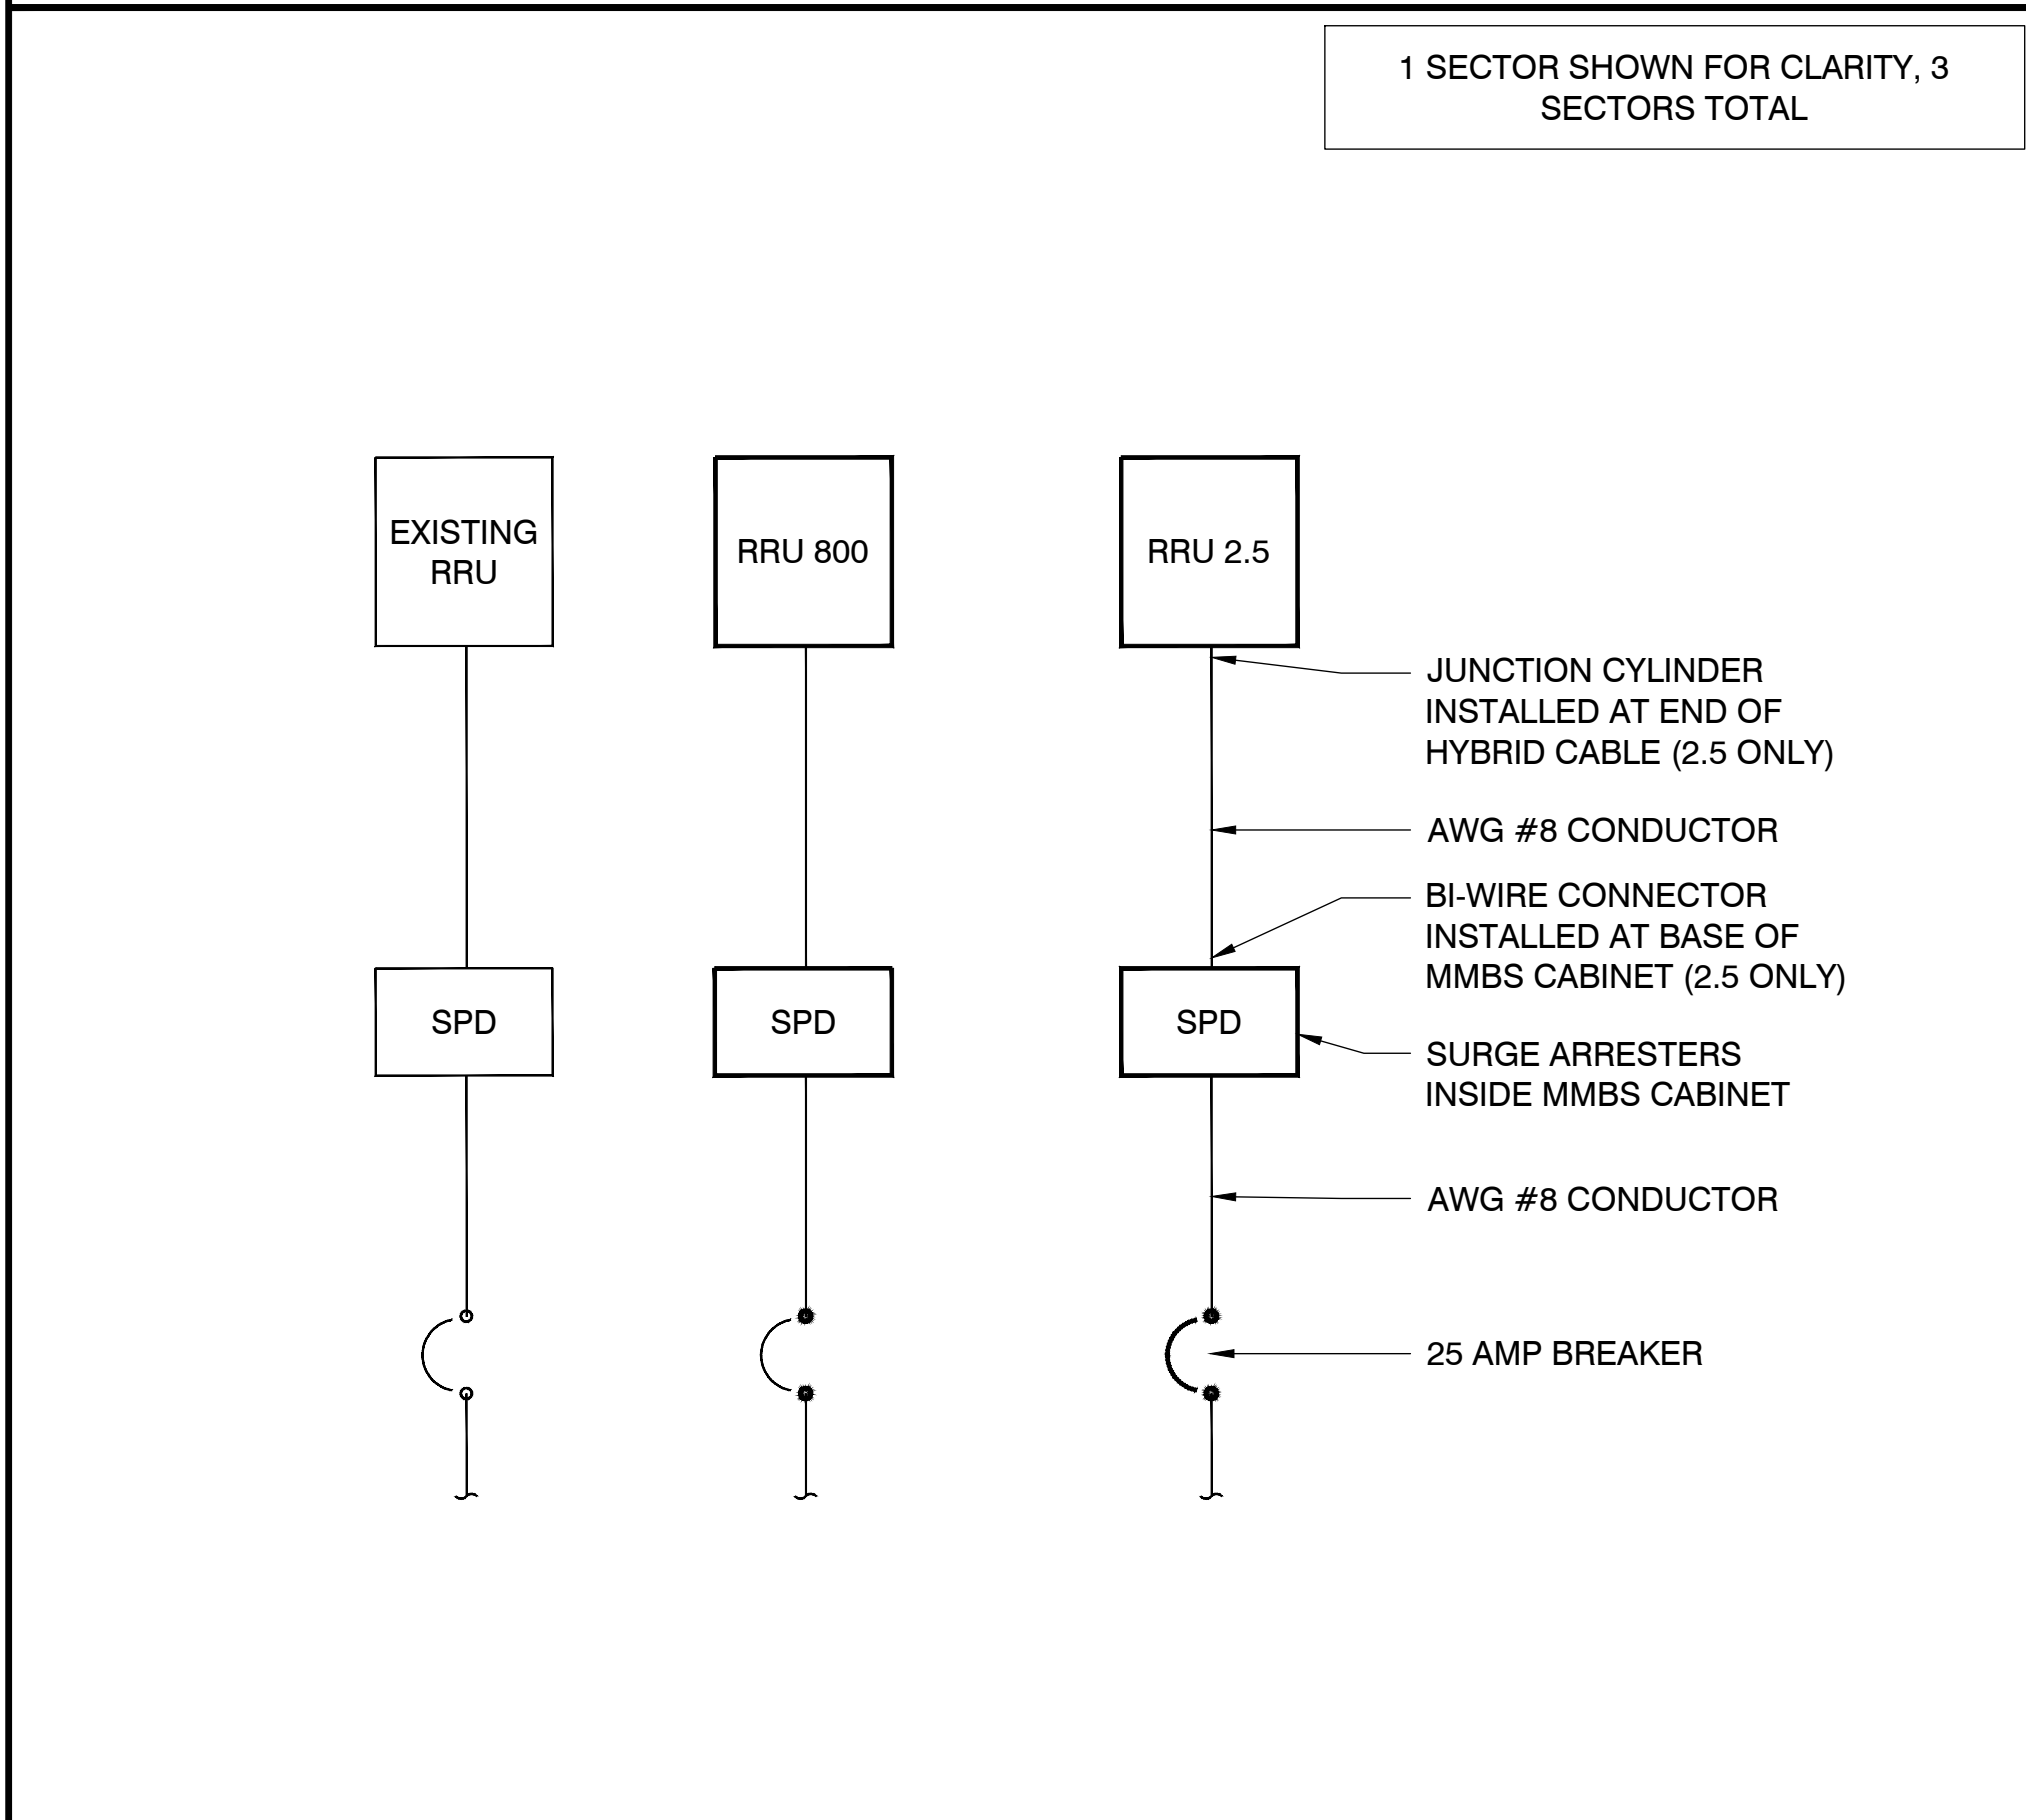 1 SECTOR SHOWN FOR CLARITY, 3
SECTORS TOTAL
EXISTING
RRU
RRU 800
RRU 2.5
JUNCTION CYLINDER
INSTALLED AT END OF
HYBRID CABLE (2.5 ONLY)
AWG #8 CONDUCTOR
BI-WIRE CONNECTOR
INSTALLED AT BASE OF
MMBS CABINET (2.5 ONLY)
SPD
SPD
SPD
SURGE ARRESTERS
INSIDE MMBS CABINET
AWG #8 CONDUCTOR
25 AMP BREAKER